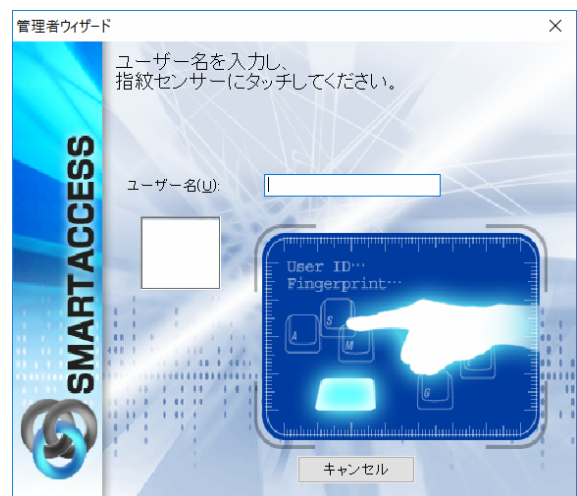 管理者ウィザード
ユーザー名を入力し、
指紋センサーにタッチしてください。
SMARTACCESS
ユーザー名(U):
User ID…
Fingerprint…
S
A
M
G
キャンセル